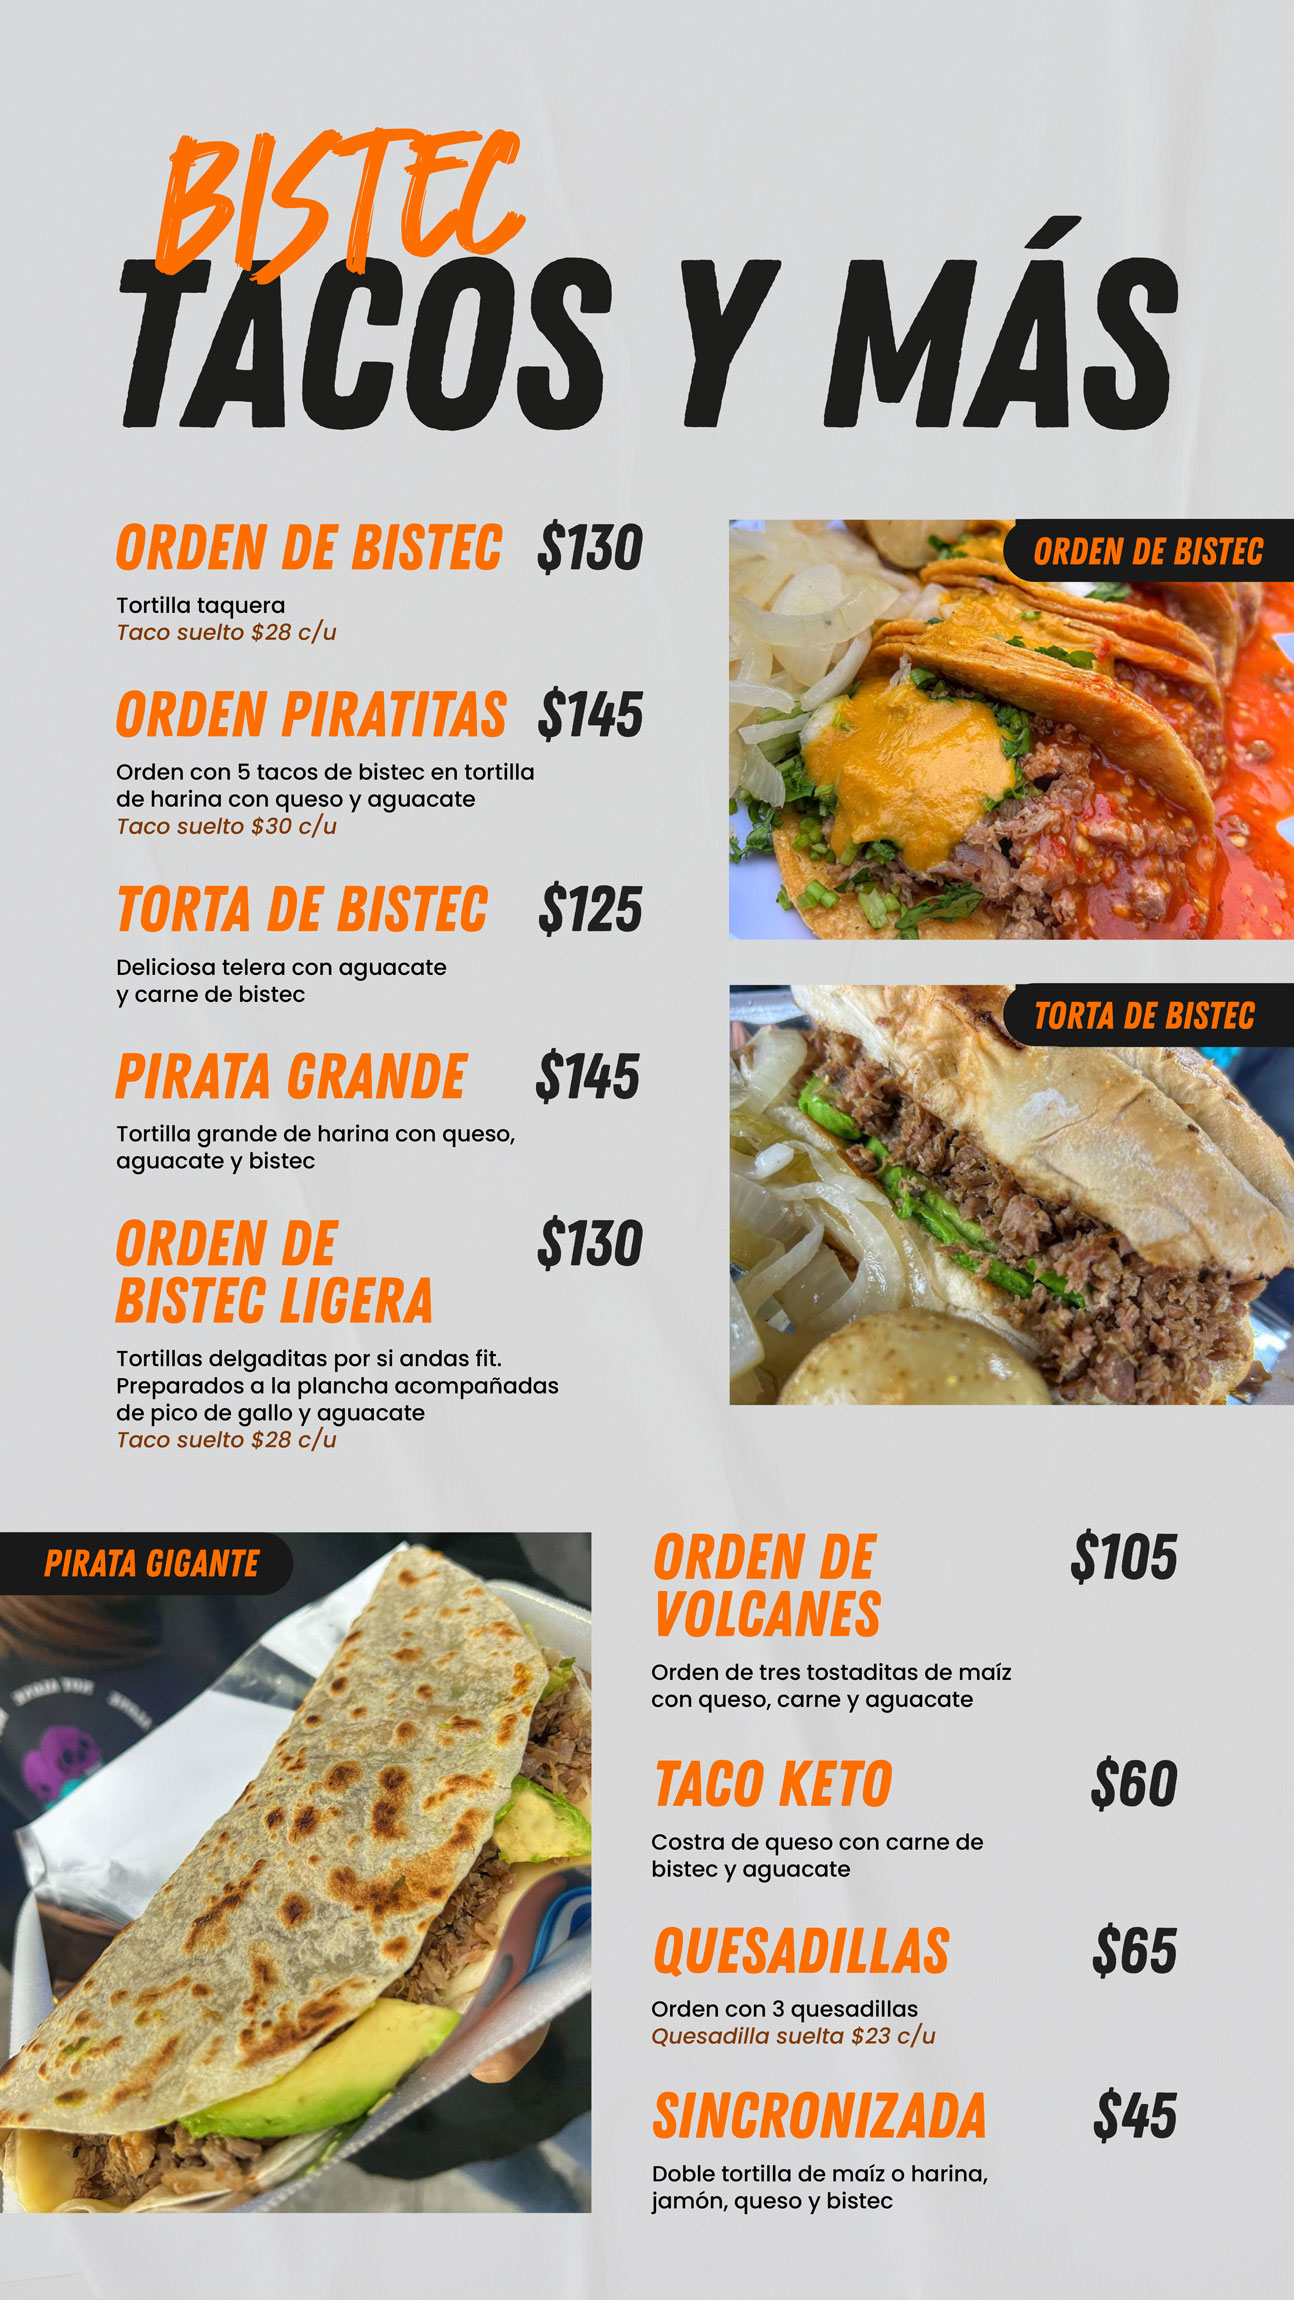 BISTEC
TACOS Y MÁS
ORDEN DE BISTEC $130
Tortilla taquera
Taco suelto $28 c/u
ORDEN PIRATITAS $145
Orden con 5 tacos de bistec en tortilla
de harina con queso y aguacate
Taco suelto $30 c/u
TORTA DE BISTEC $125
Deliciosa telera con aguacate
y carne de bistec
PIRATA GRANDE $145
Tortilla grande de harina con queso,
aguacate y bistec
ORDEN DE $130
BISTEC LIGERA
Tortillas delgaditas por si andas fit.
Preparados a la plancha acompañadas
de pico de gallo y aguacate
Taco suelto $28 c/u
ORDEN DE BISTEC
TORTA DE BISTEC
PIRATA GIGANTE
ORDEN DE $105
VOLCANES
Orden de tres tostaditas de maíz
con queso, carne y aguacate
TACO KETO $60
Costra de queso con carne de
bistec y aguacate
QUESADILLAS $65
Orden con 3 quesadillas
Quesadilla suelta $23 c/u
SINCRONIZADA $45
Doble tortilla de maíz o harina,
jamón, queso y bistec